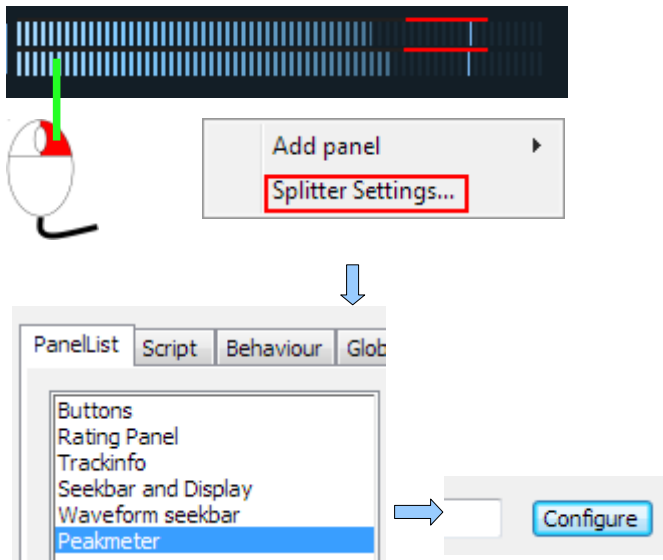 Add panel
Splitter Settings...
PanelList Script Behaviour Glob
Buttons
Rating Panel
Trackinfo
Seekbar and Display
Waveform seekbar
Peakmeter
Configure